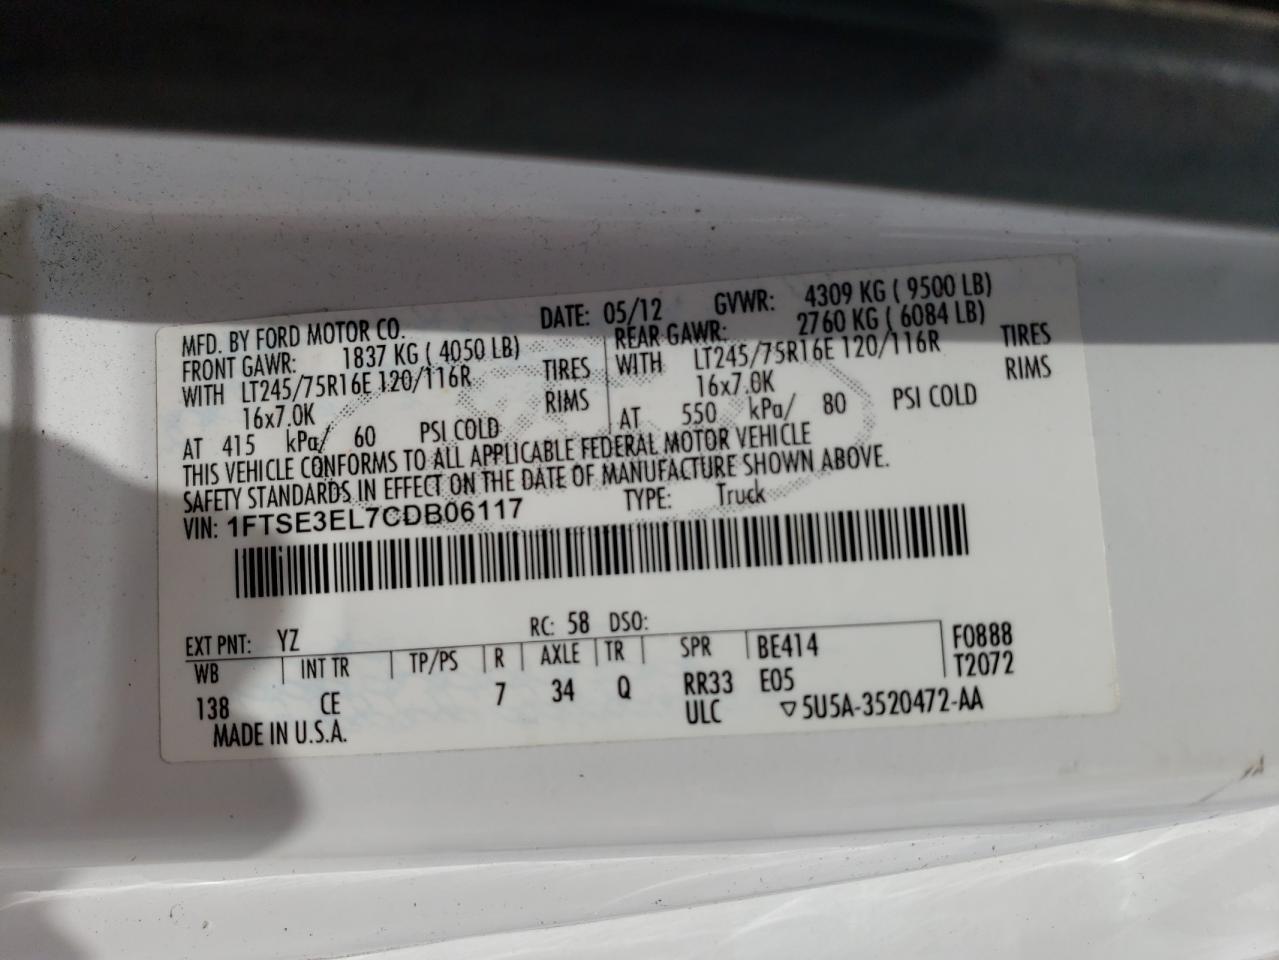 MFD. BY FORD MOTOR CO.
DATE: 05/12 GVWR: 4309 KG ( 9500 LB)
FRONT GAWR: 1837 KG ( 4050 LB)
REAR GAWR: 2760 KG ( 6084 LB)
WITH LT245/75R16E 120/116R TIRES
WITH LT245/75R16E 120/116R TIRES
16x7.0K RIMS
16x7.0K RIMS
AT 415 kPa/ 60 PSI COLD
AT 550 kPa/ 80 PSI COLD
THIS VEHICLE CONFORMS TO ALL APPLICABLE FEDERAL MOTOR VEHICLE
SAFETY STANDARDS IN EFFECT ON THE DATE OF MANUFACTURE SHOWN ABOVE.
VIN: 1FTSE3EL7CDB06117 TYPE: Truck
EXT PNT: YZ RC: 58 DSO:
WB INT TR TP/PS R AXLE TR SPR BE414 F0888
138 CE 7 34 Q RR33 E05 T2072
MADE IN U.S.A. ULC ▽5U5A-3520472-AA